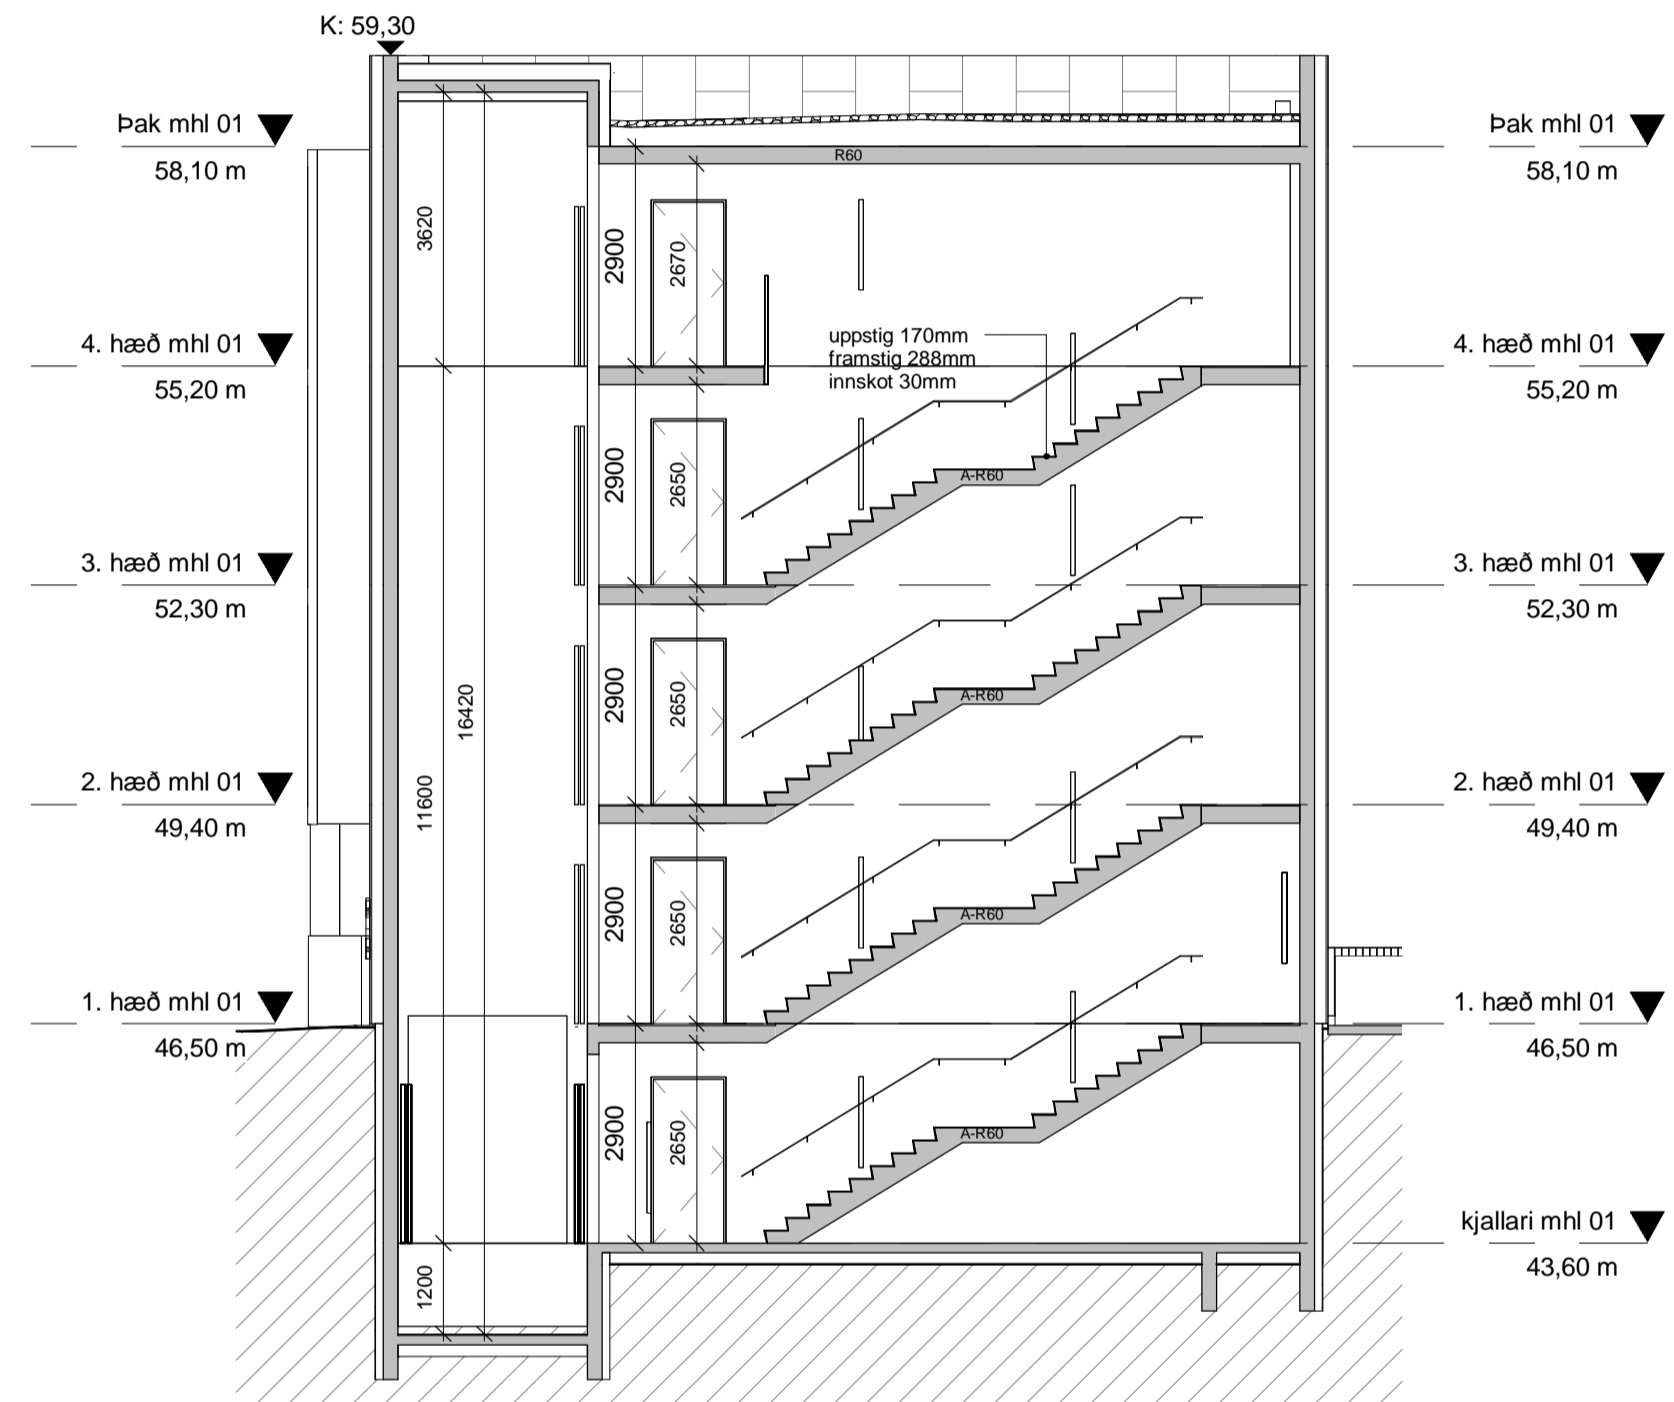 K: 59,30
Þak mhl 01
58,10 m
Þak mhl 01
58,10 m
R60
3620
2900
2670
uppstig 170mm
framstig 288mm
innskot 30mm
4. hæð mhl 01
55,20 m
4. hæð mhl 01
55,20 m
2900
2650
A-R60
3. hæð mhl 01
52,30 m
3. hæð mhl 01
52,30 m
16420
2900
2650
A-R60
2. hæð mhl 01
49,40 m
2. hæð mhl 01
49,40 m
11600
2900
2650
A-R60
1. hæð mhl 01
46,50 m
1. hæð mhl 01
46,50 m
2900
2650
A-R60
kjallari mhl 01
43,60 m
1200